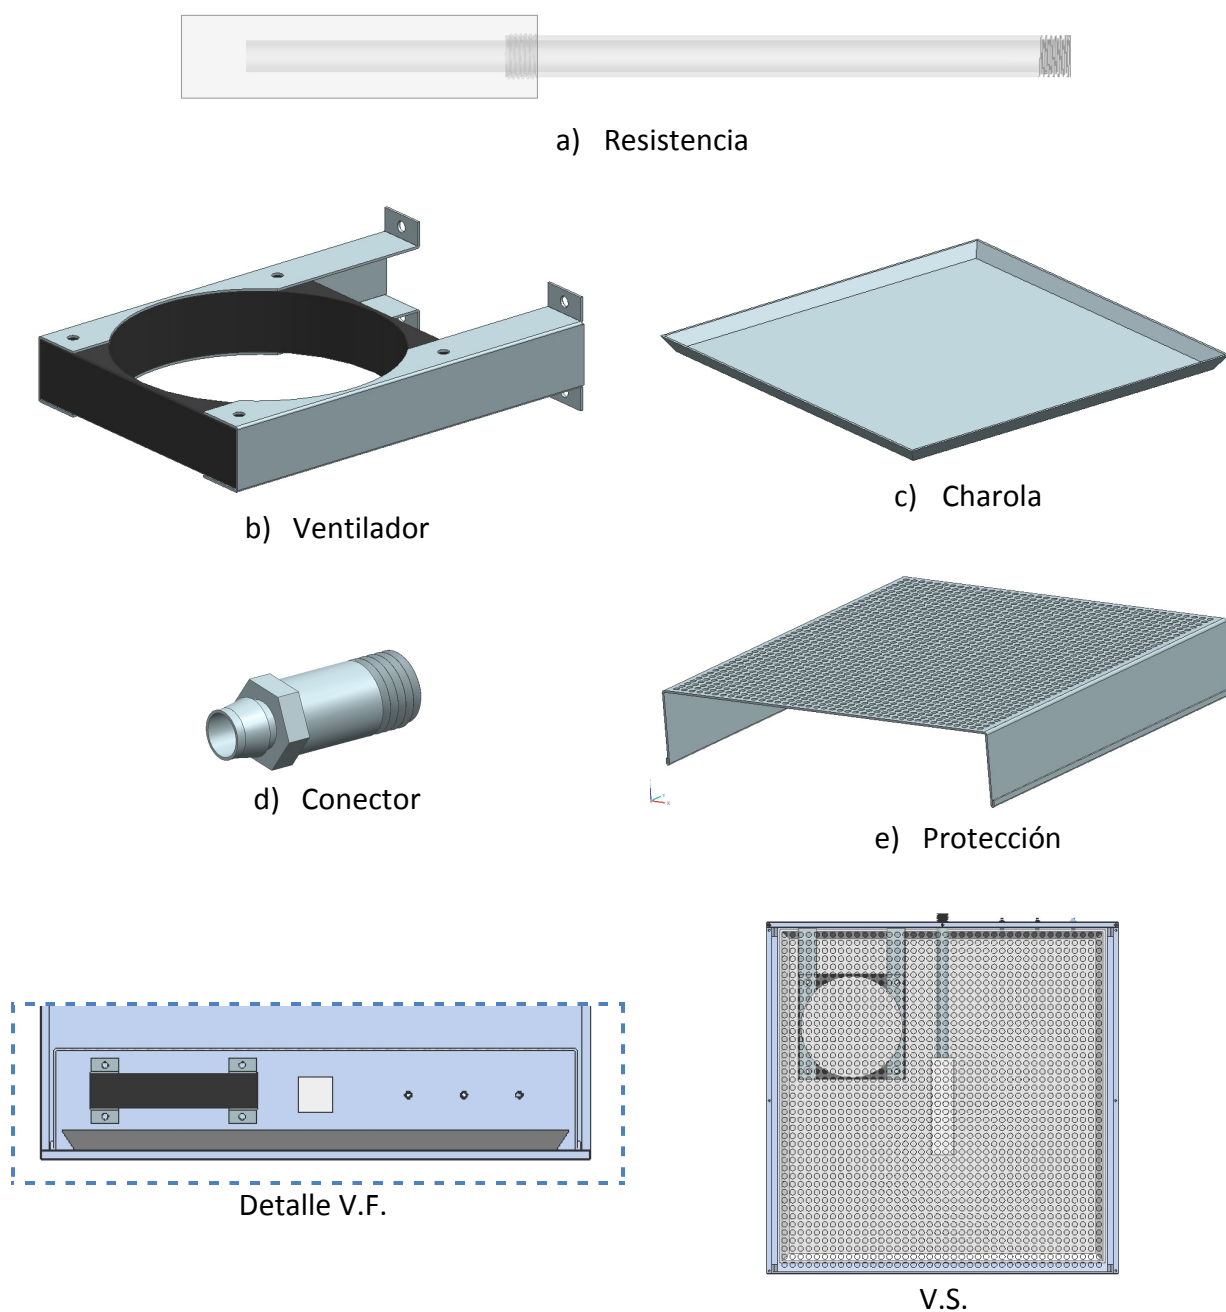 a) Resistencia
b) Ventilador
c) Charola
d) Conector
e) Protección
Detalle V.F.
V.S.